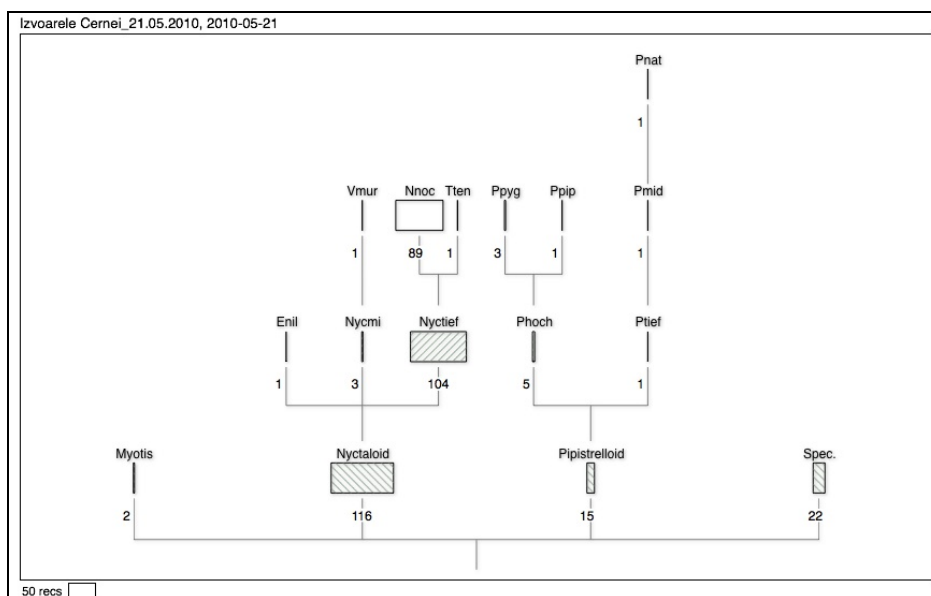 Izvoarele Cernei_21.05.2010, 2010-05-21
Pnat
1
Vmur Nnoc Tten Ppyg Ppip Pmid
1 89 1 3 1 1
Enil Nycmi Nyctief Phoch Ptief
1 3 104 5 1
Myotis Nyctaloid Pipistrelloid Spec.
2 116 15 22
50 recs